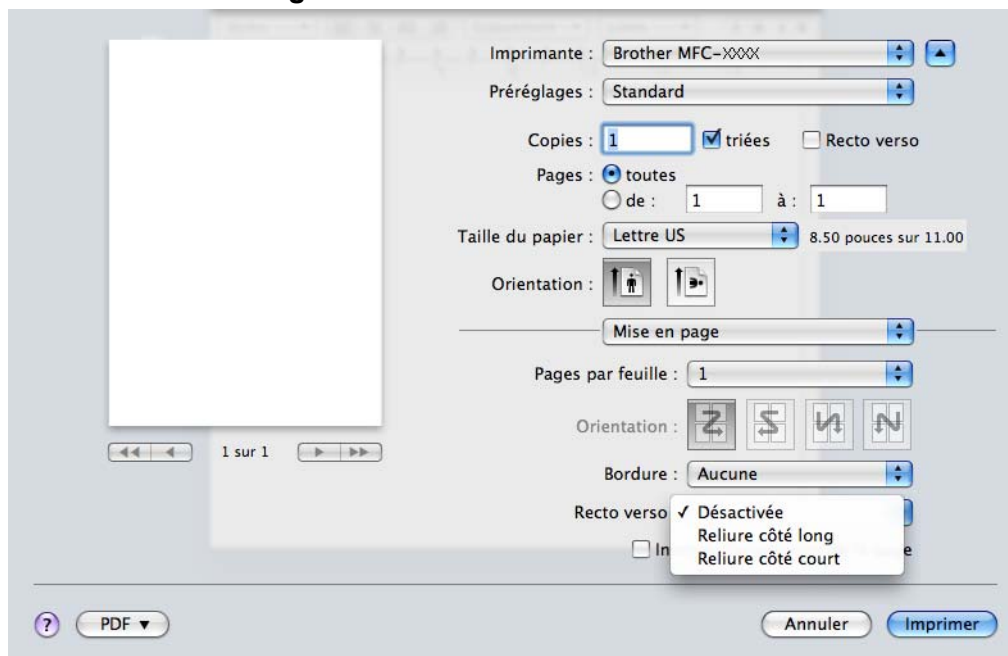 Imprimante : Brother MFC-XXXX
Préréglages : Standard
Copies : 1 triées Recto verso
Pages : toutes
de : 1 à : 1
Taille du papier : Lettre US 8.50 pouces sur 11.00
Orientation :
Mise en page
Pages par feuille : 1
Orientation :
1 sur 1
Bordure : Aucune
Recto verso ✓ Désactivée
Reliure côté long
Reliure côté court
? PDF ▼ Annuler Imprimer